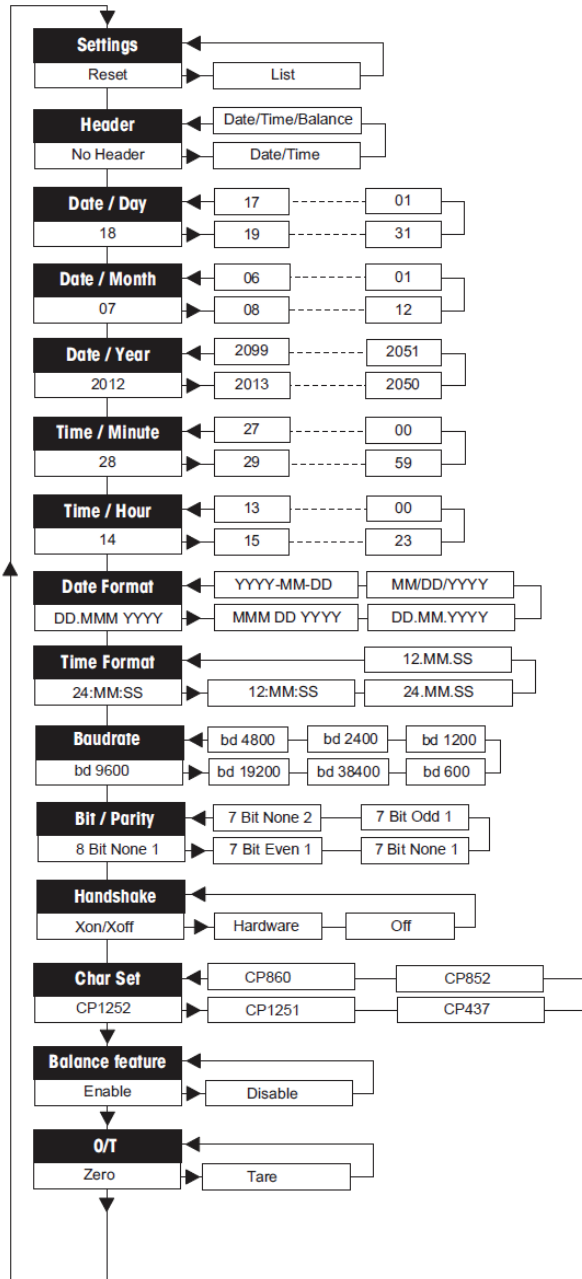 Settings
Reset List
Header Date/Time/Balance
No Header Date/Time
Date / Day 17 01
18 19 31
Date / Month 06 01
07 08 12
Date / Year 2099 2051
2012 2013 2050
Time / Minute 27 00
28 29 59
Time / Hour 13 00
14 15 23
Date Format YYYY-MM-DD MM/DD/YYYY
DD.MMM YYYY MMM DD YYYY DD.MM.YYYY
Time Format 12.MM.SS
24:MM:SS 12:MM:SS 24.MM.SS
Baudrate bd 4800 bd 2400 bd 1200
bd 9600 bd 19200 bd 38400 bd 600
Bit / Parity 7 Bit None 2 7 Bit Odd 1
8 Bit None 1 7 Bit Even 1 7 Bit None 1
Handshake
Xon/Xoff Hardware Off
Char Set CP860 CP852
CP1252 CP1251 CP437
Balance feature
Enable Disable
O/T
Zero Tare